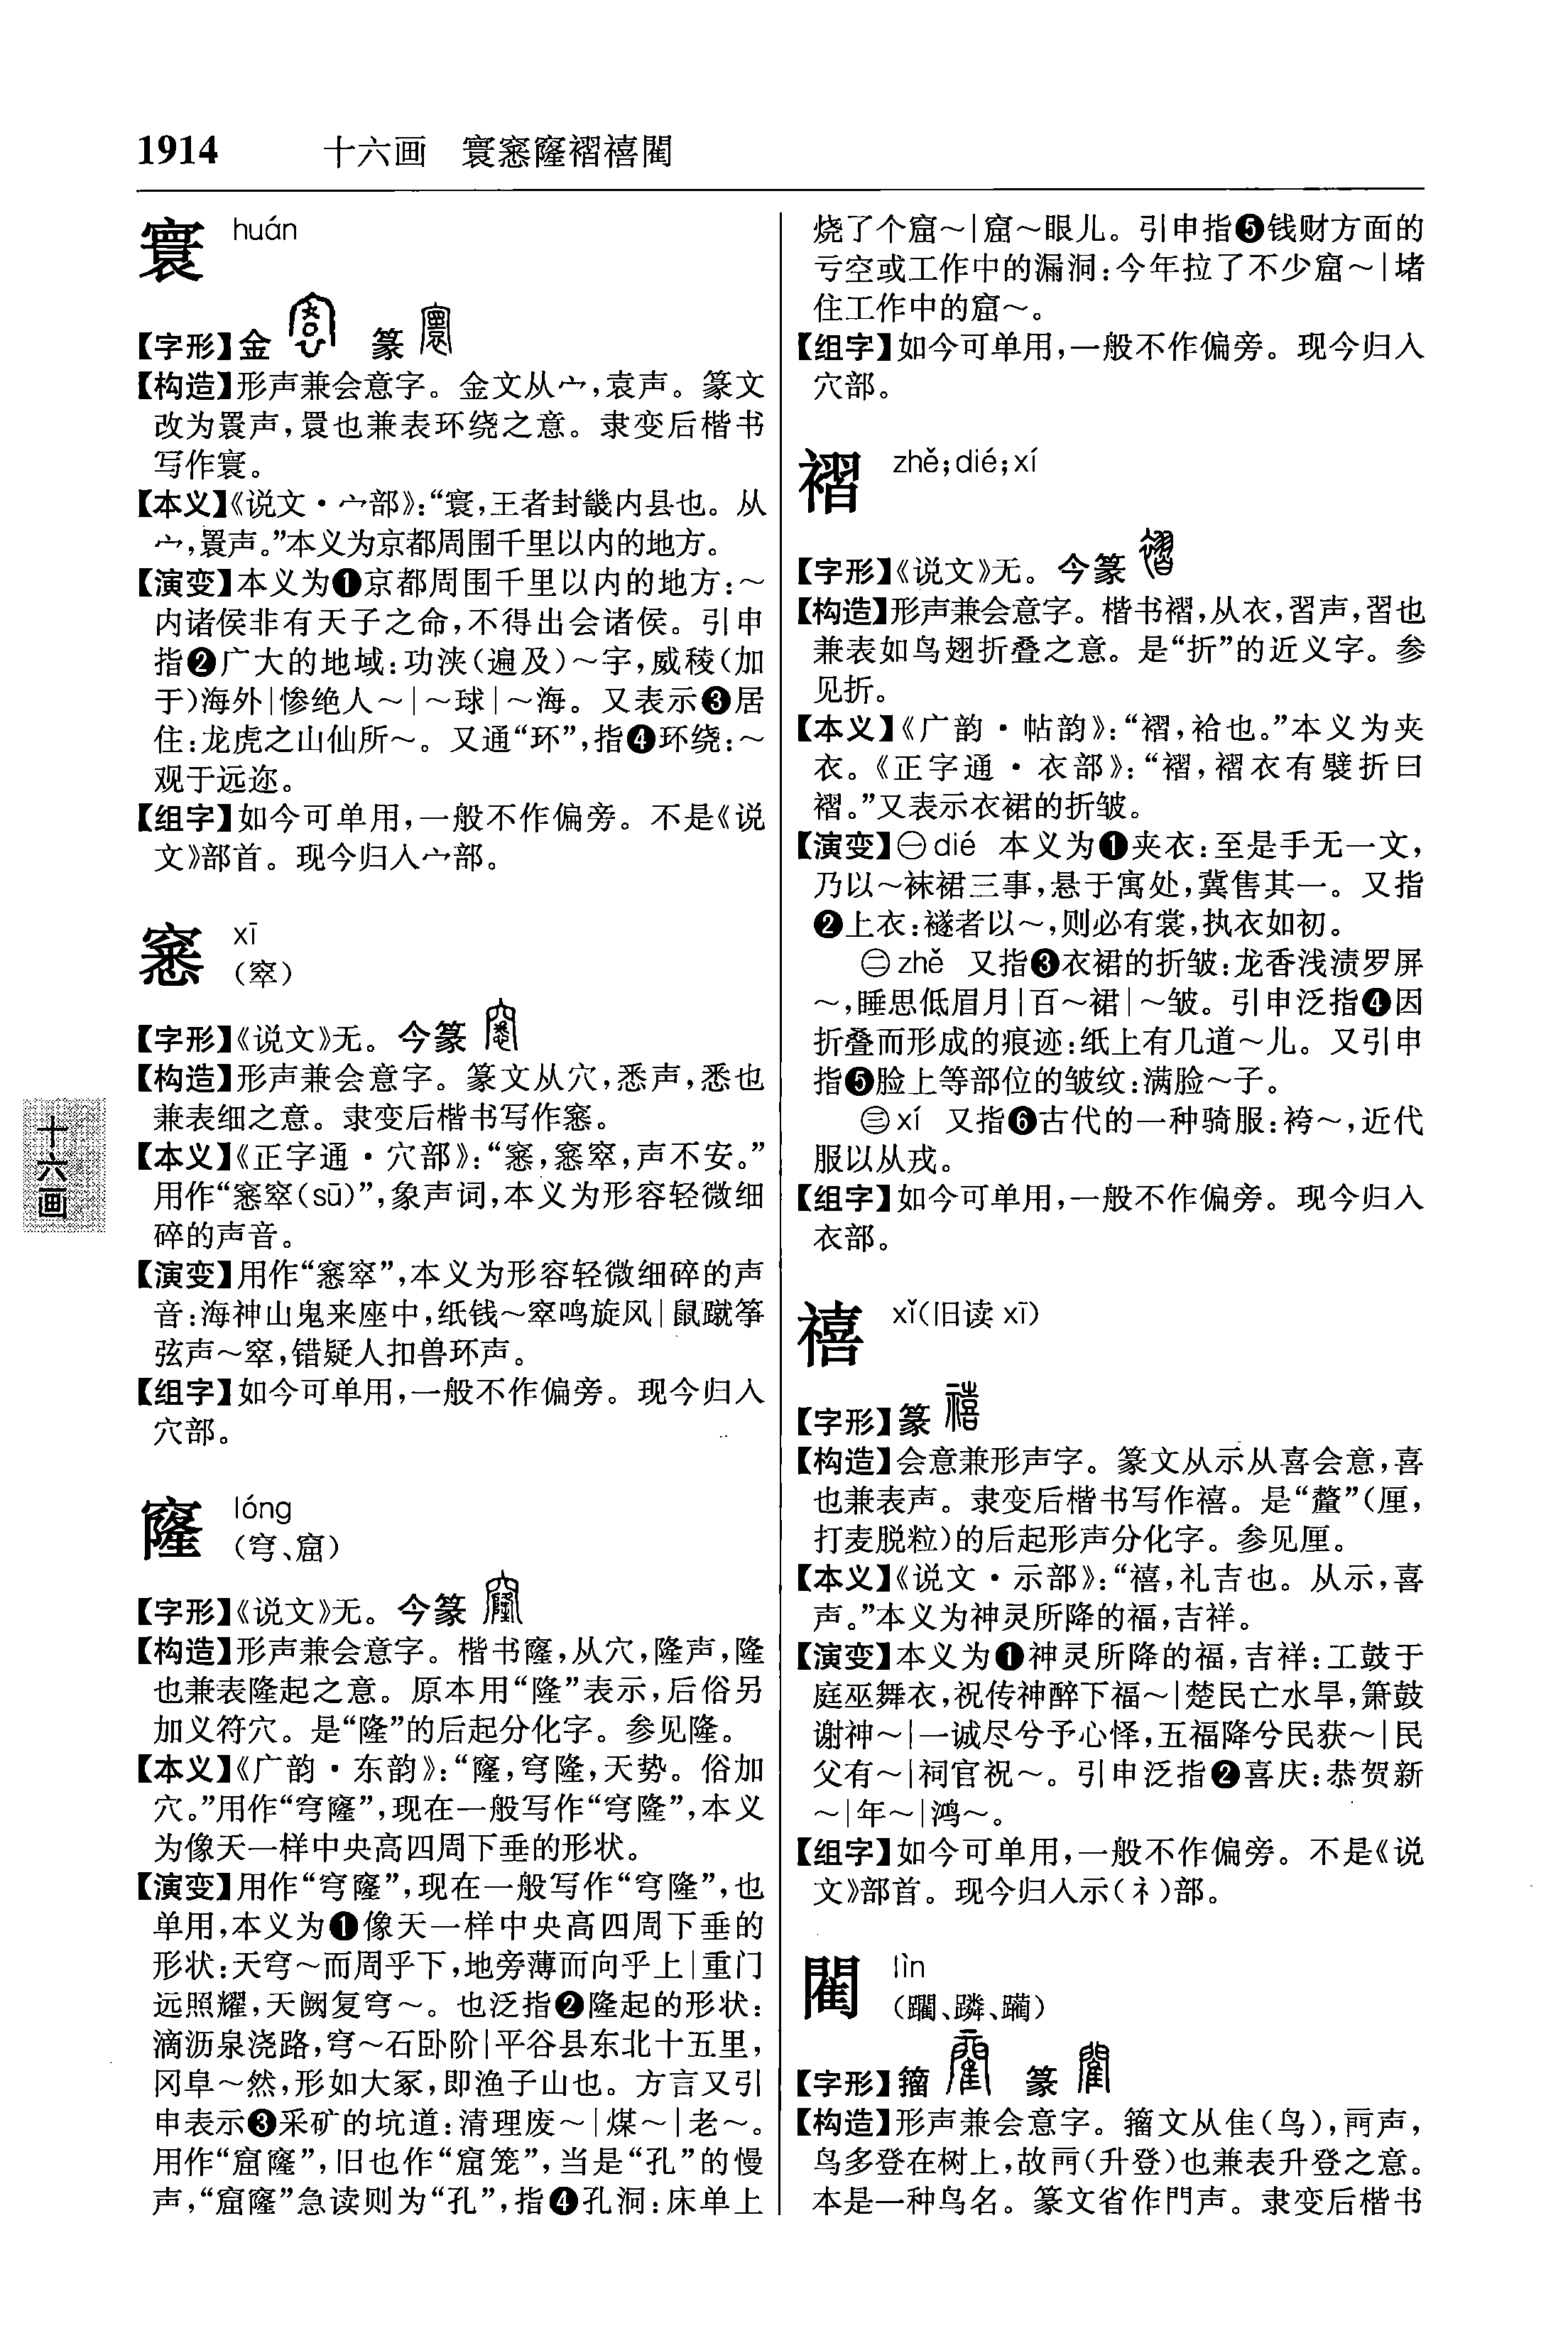 1914 十六画 寰窸窿褶禧閵
寰 huán
【字形】金 篆
【构造】形声兼会意字。金文从宀,袁声。篆文
改为睘声,睘也兼表环绕之意。隶变后楷书
写作寰。
【本义】《说文·宀部》:“寰,王者封畿内县也。从
宀,睘声。”本义为京都周围千里以内的地方。
【演变】本义为❶京都周围千里以内的地方:~
内诸侯非有天子之命,不得出会诸侯。引申
指❷广大的地域:功浃(遍及)~宇,威稜(加
于)海外|惨绝人~|~球|~海。又表示❸居
住:龙虎之山仙所~。又通“环”,指❹环绕:~
观于远迩。
【组字】如今可单用,一般不作偏旁。不是《说
文》部首。现今归入宀部。
窸 xī
(窣)
【字形】《说文》无。今篆
【构造】形声兼会意字。篆文从穴,悉声,悉也
兼表细之意。隶变后楷书写作窸。
【本义】《正字通·穴部》:“窸,窸窣,声不安。”
用作“窸窣(sū)”,象声词,本义为形容轻微细
碎的声音。
【演变】用作“窸窣”,本义为形容轻微细碎的声
音:海神山鬼来座中,纸钱~窣鸣旋风|鼠蹴筝
弦声~窣,错疑人扣兽环声。
【组字】如今可单用,一般不作偏旁。现今归入
穴部。
窿 lóng
(穹、窟)
【字形】《说文》无。今篆
【构造】形声兼会意字。楷书窿,从穴,隆声,隆
也兼表隆起之意。原本用“隆”表示,后俗另
加义符穴。是“隆”的后起分化字。参见隆。
【本义】《广韵·东韵》:“窿,穹隆,天势。俗加
穴。”用作“穹窿”,现在一般写作“穹隆”,本义
为像天一样中央高四周下垂的形状。
【演变】用作“穹窿”,现在一般写作“穹隆”,也
单用,本义为❶像天一样中央高四周下垂的
形状:天穹~而周乎下,地旁薄而向乎上|重门
远照耀,天阙复穹~。也泛指❷隆起的形状:
滴沥泉浇路,穹~石卧阶|平谷县东北十五里,
冈阜~然,形如大冢,即渔子山也。方言又引
申表示❸采矿的坑道:清理废~|煤~|老~。
用作“窟窿”,旧也作“窟笼”,当是“孔”的慢
声,“窟窿”急读则为“孔”,指❹孔洞:床单上
烧了个窟~|窟~眼儿。引申指❺钱财方面的
亏空或工作中的漏洞:今年拉了不少窟~|堵
住工作中的窟~。
【组字】如今可单用,一般不作偏旁。现今归入
穴部。
褶 zhě;dié;xí
【字形】《说文》无。今篆
【构造】形声兼会意字。楷书褶,从衣,習声,習也
兼表如鸟翅折叠之意。是“折”的近义字。参
见折。
【本义】《广韵·帖韵》:“褶,袷也。”本义为夹
衣。《正字通·衣部》:“褶,褶衣有襞折曰
褶。”又表示衣裙的折皱。
【演变】㊀dié 本义为❶夹衣:至是手无一文,
乃以~袜裙三事,悬于寓处,冀售其一。又指
❷上衣:襚者以~,则必有裳,执衣如初。
㊁zhě 又指❸衣裙的折皱:龙香浅渍罗屏
~,睡思低眉月|百~裙|~皱。引申泛指❹因
折叠而形成的痕迹:纸上有几道~儿。又引申
指❺脸上等部位的皱纹:满脸~子。
㊂xí 又指❻古代的一种骑服:袴~,近代
服以从戎。
【组字】如今可单用,一般不作偏旁。现今归入
衣部。
禧 xǐ(旧读 xī)
【字形】篆
【构造】会意兼形声字。篆文从示从喜会意,喜
也兼表声。隶变后楷书写作禧。是“釐”(厘,
打麦脱粒)的后起形声分化字。参见厘。
【本义】《说文·示部》:“禧,礼吉也。从示,喜
声。”本义为神灵所降的福,吉祥。
【演变】本义为❶神灵所降的福,吉祥:工鼓于
庭巫舞衣,祝传神醉下福~|楚民亡水旱,箫鼓
谢神~|一诚尽兮予心怿,五福降兮民获~|民
父有~|祠官祝~。引申泛指❷喜庆:恭贺新
~|年~|鸿~。
【组字】如今可单用,一般不作偏旁。不是《说
文》部首。现今归入示(礻)部。
閵 lìn
(躙、蹸、躏)
【字形】籀 篆
【构造】形声兼会意字。籀文从隹(鸟),𠀬声,
鸟多登在树上,故𠀬(升登)也兼表升登之意。
本是一种鸟名。篆文省作門声。隶变后楷书
十六画